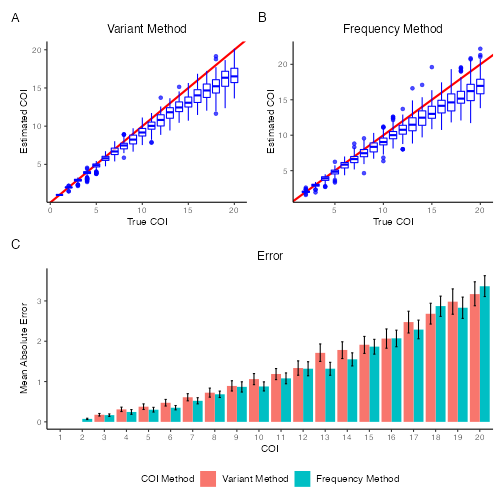 A
Variant Method
Estimated COI
20
15
10
5
0
5
10
15
20
True COI
B
Frequency Method
Estimated COI
20
15
10
5
5
10
15
20
True COI
C
Error
Mean Absolute Error
3
2
1
0
1 2 3 4 5 6 7 8 9 10 11 12 13 14 15 16 17 18 19 20
COI
COI Method Variant Method Frequency Method